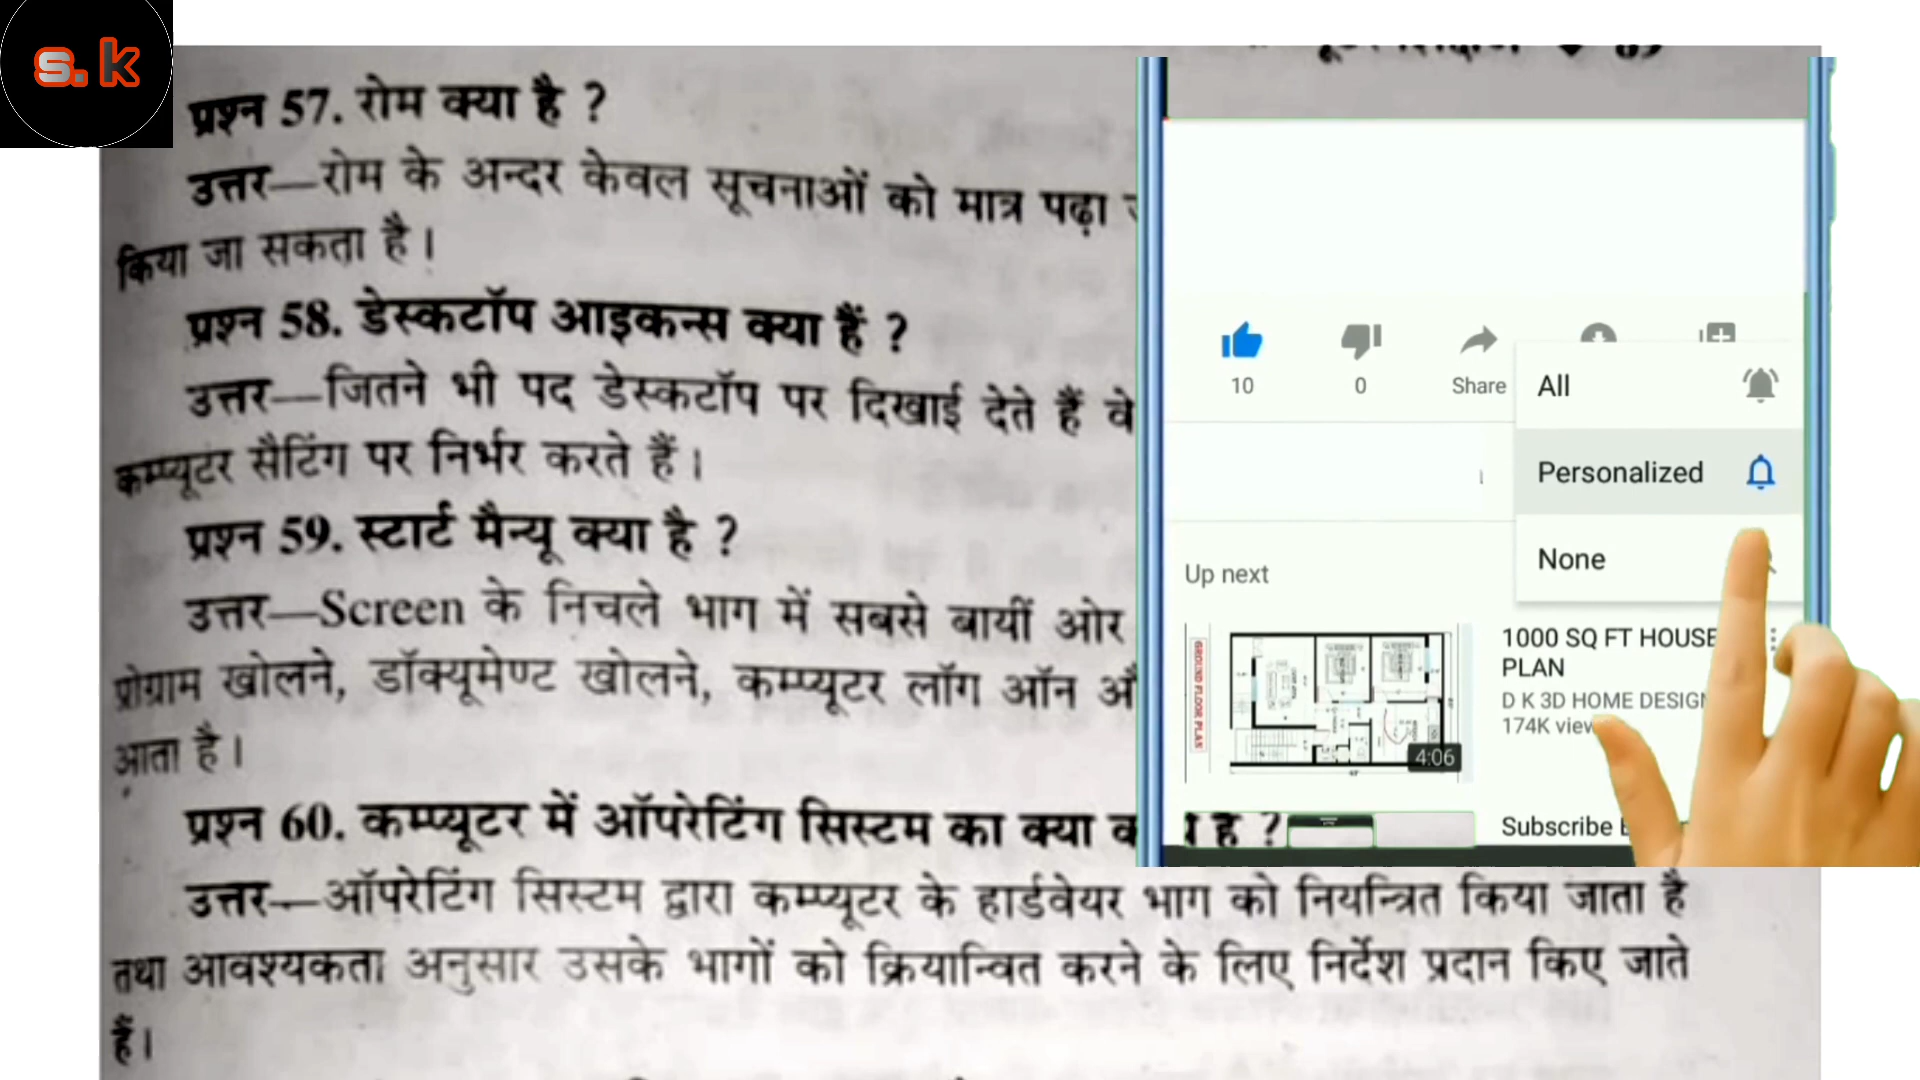 s.k
प्रश्न 57. रोम क्या है ?
उत्तर—रोम के अन्दर केवल सूचनाओं को मात्र पढ़ा
किया जा सकता है।
प्रश्न 58. डेस्कटॉप आइकन्स क्या हैं ?
उत्तर—जितने भी पद डेस्कटॉप पर दिखाई देते हैं वे
कम्प्यूटर सैटिंग पर निर्भर करते हैं।
प्रश्न 59. स्टार्ट मैन्यू क्या है ?
उत्तर—Screen के निचले भाग में सबसे बायीं ओर
प्रोग्राम खोलने, डॉक्यूमेण्ट खोलने, कम्प्यूटर लॉग ऑन
आता है।
प्रश्न 60. कम्प्यूटर में ऑपरेटिंग सिस्टम का क्या है ?
उत्तर—ऑपरेटिंग सिस्टम द्वारा कम्प्यूटर के हार्डवेयर भाग को नियन्त्रित किया जाता है
तथा आवश्यकता अनुसार उसके भागों को क्रियान्वित करने के लिए निर्देश प्रदान किए जाते
हैं।
10
0
Share
All
Personalized
None
Up next
GROUND FLOOR PLAN
4:06
1000 SQ FT HOUSE
PLAN
D K 3D HOME DESIGN
174K view
Subscribe